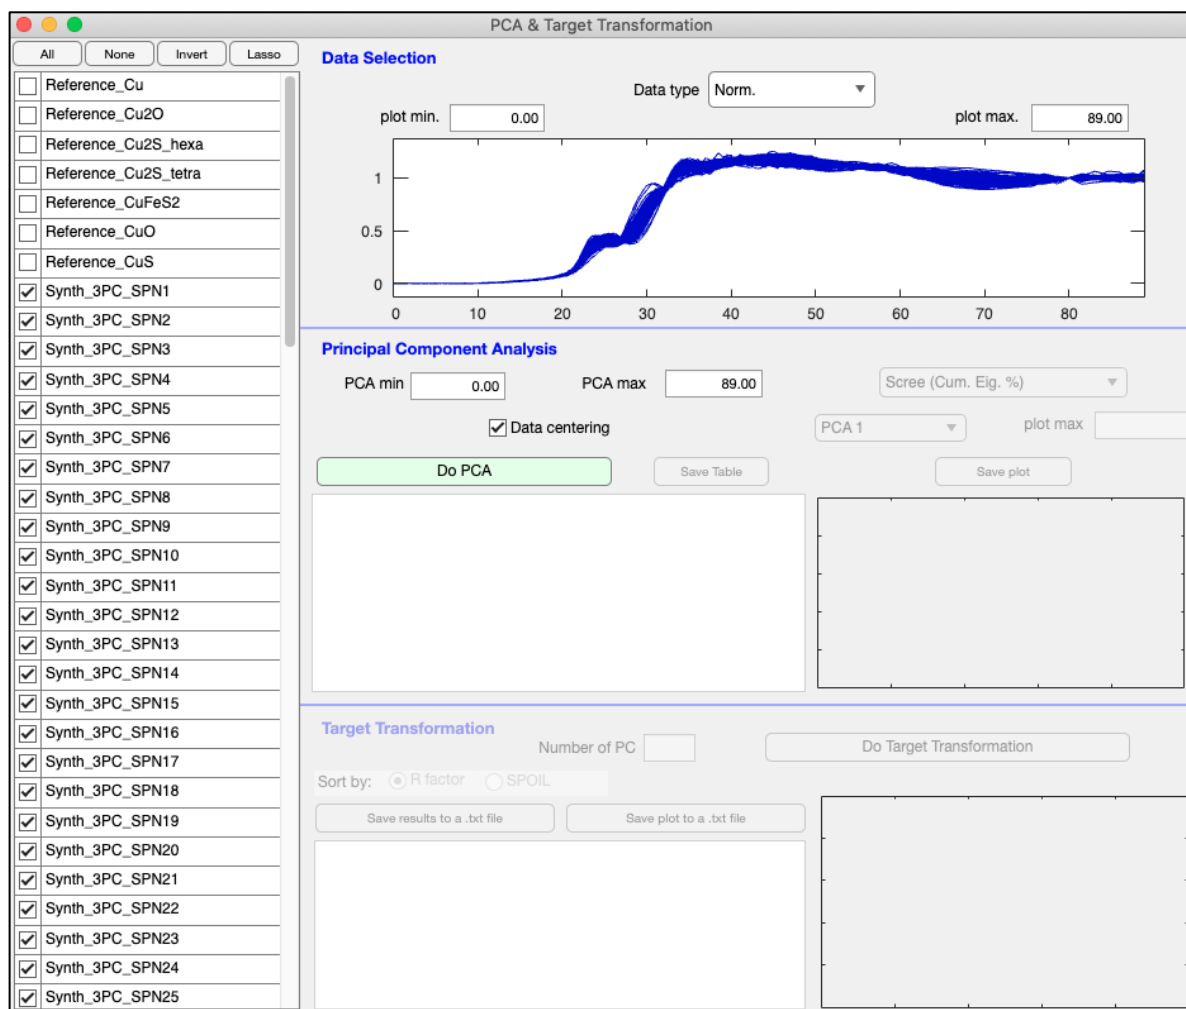 PCA & Target Transformation
All None Invert Lasso
Reference_Cu
Reference_Cu2O
Reference_Cu2S_hexa
Reference_Cu2S_tetra
Reference_CuFeS2
Reference_CuO
Reference_CuS
Synth_3PC_SPN1
Synth_3PC_SPN2
Synth_3PC_SPN3
Synth_3PC_SPN4
Synth_3PC_SPN5
Synth_3PC_SPN6
Synth_3PC_SPN7
Synth_3PC_SPN8
Synth_3PC_SPN9
Synth_3PC_SPN10
Synth_3PC_SPN11
Synth_3PC_SPN12
Synth_3PC_SPN13
Synth_3PC_SPN14
Synth_3PC_SPN15
Synth_3PC_SPN16
Synth_3PC_SPN17
Synth_3PC_SPN18
Synth_3PC_SPN19
Synth_3PC_SPN20
Synth_3PC_SPN21
Synth_3PC_SPN22
Synth_3PC_SPN23
Synth_3PC_SPN24
Synth_3PC_SPN25
Data Selection
Data type Norm.
plot min. 0.00 plot max. 89.00
1
0.5
0
0 10 20 30 40 50 60 70 80
Principal Component Analysis
PCA min 0.00 PCA max 89.00 Scree (Cum. Eig. %)
Data centering PCA 1 plot max
Do PCA Save Table Save plot
Target Transformation
Number of PC Do Target Transformation
Sort by: R factor SPOIL
Save results to a .txt file Save plot to a .txt file